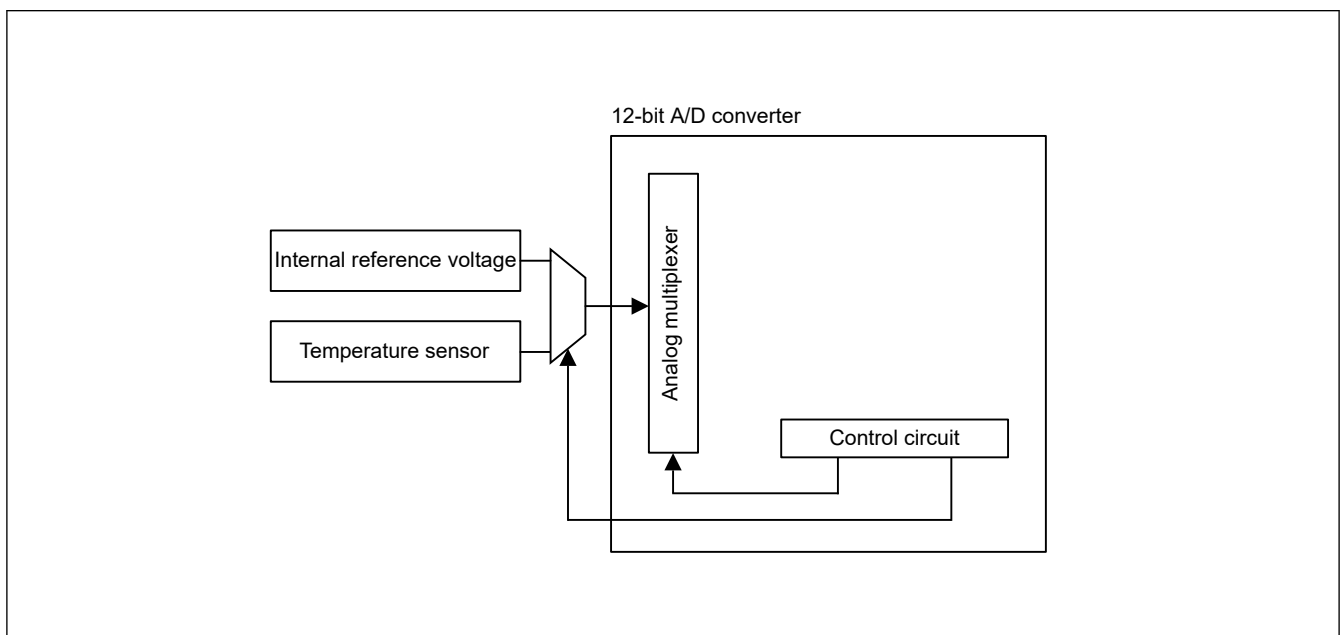 12-bit A/D converter
Internal reference voltage
Temperature sensor
Analog multiplexer
Control circuit